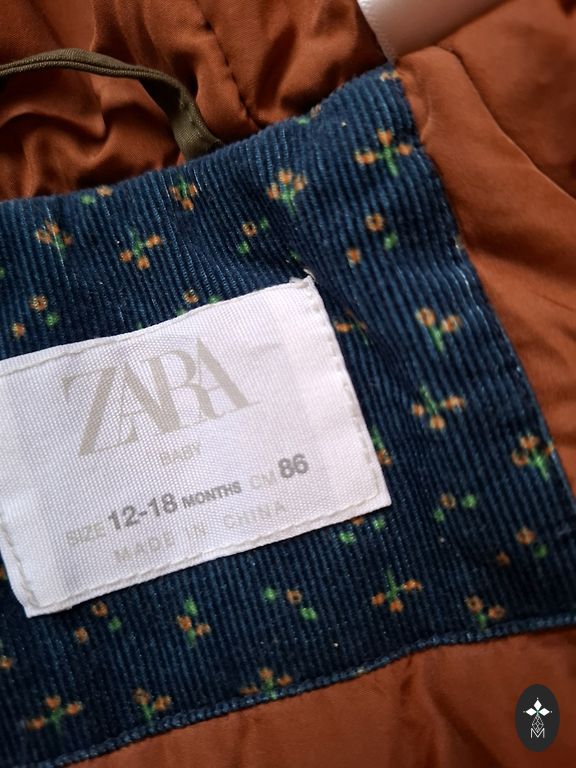 ZARA
BABY
SIZE 12-18 MONTHS CM 86
MADE IN CHINA
M